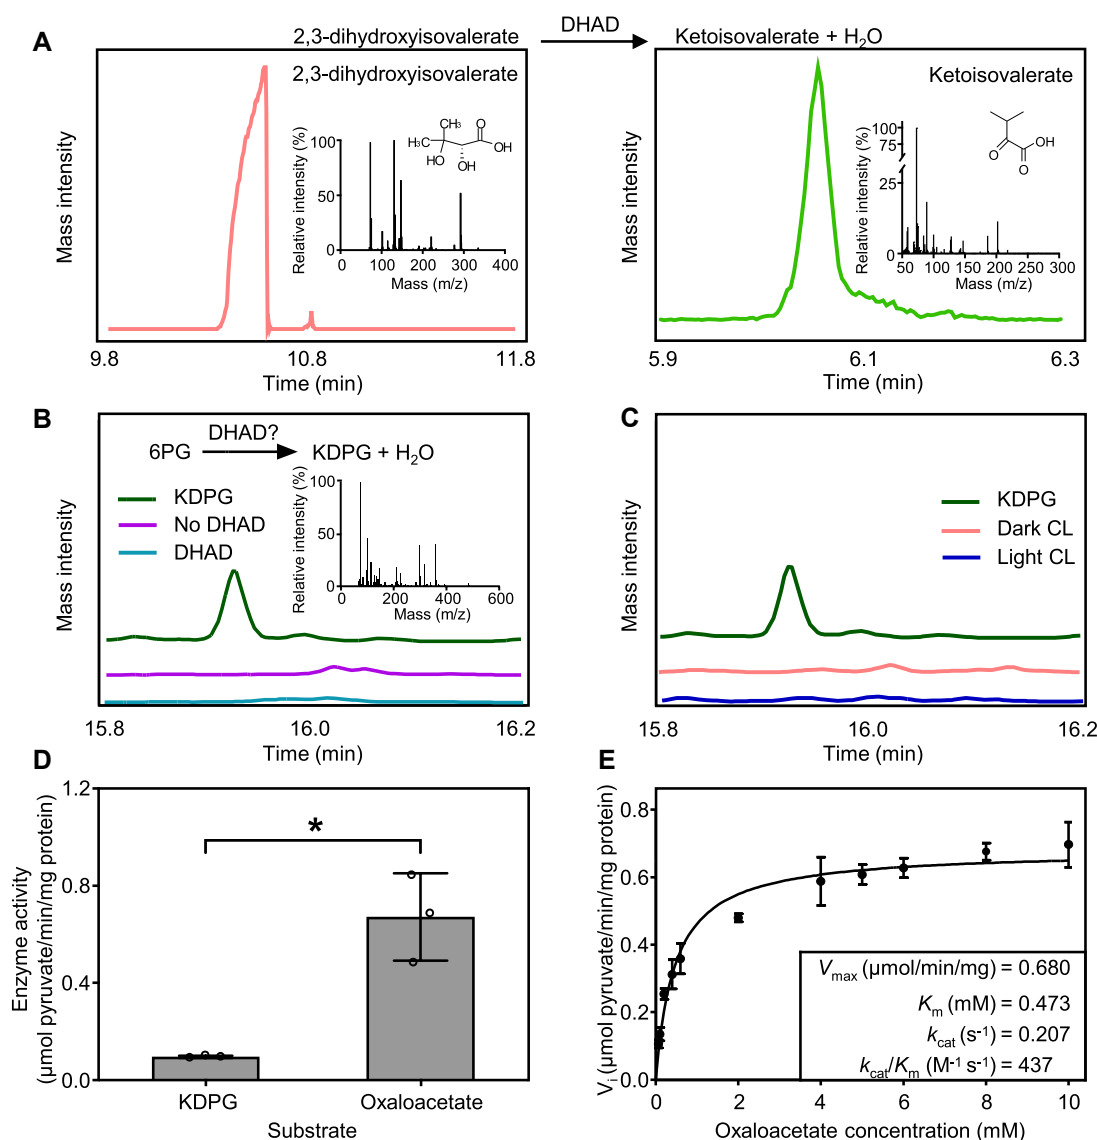 A
2,3-dihydroxyisovalerate
DHAD
Ketoisovalerate + H₂O
Mass intensity
2,3-dihydroxyisovalerate
Relative intensity (%)
100
50
0
0 100 200 300 400
Mass (m/z)
CH₃
H₃C
HO
O
OH
OH
9.8 10.8 11.8
Time (min)
Mass intensity
Ketoisovalerate
Relative intensity (%)
100
75
25
0
50 100 150 200 300
Mass (m/z)
O
OH
O
5.9 6.1 6.3
Time (min)
B
DHAD?
6PG
KDPG + H₂O
KDPG
No DHAD
DHAD
Mass intensity
Relative intensity (%)
100
50
0
0 200 400 600
Mass (m/z)
15.8 16.0 16.2
Time (min)
C
KDPG
Dark CL
Light CL
Mass intensity
15.8 16.0 16.2
Time (min)
D
Enzyme activity
(μmol pyruvate/min/mg protein)
1.2
0.8
0.4
0.0
*
KDPG Oxaloacetate
Substrate
E
Vᵢ (μmol pyruvate/min/mg protein)
0.8
0.6
0.4
0.2
0.0
Vmax (μmol/min/mg) = 0.680
Km (mM) = 0.473
kcat (s⁻¹) = 0.207
kcat/Km (M⁻¹ s⁻¹) = 437
0 2 4 6 8 10
Oxaloacetate concentration (mM)